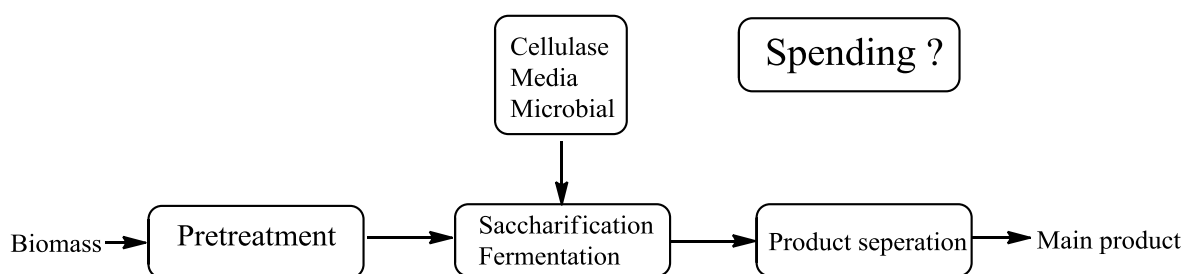 Cellulase
Media
Microbial
Spending ?
Biomass
Pretreatment
Saccharification
Fermentation
Product seperation
Main product